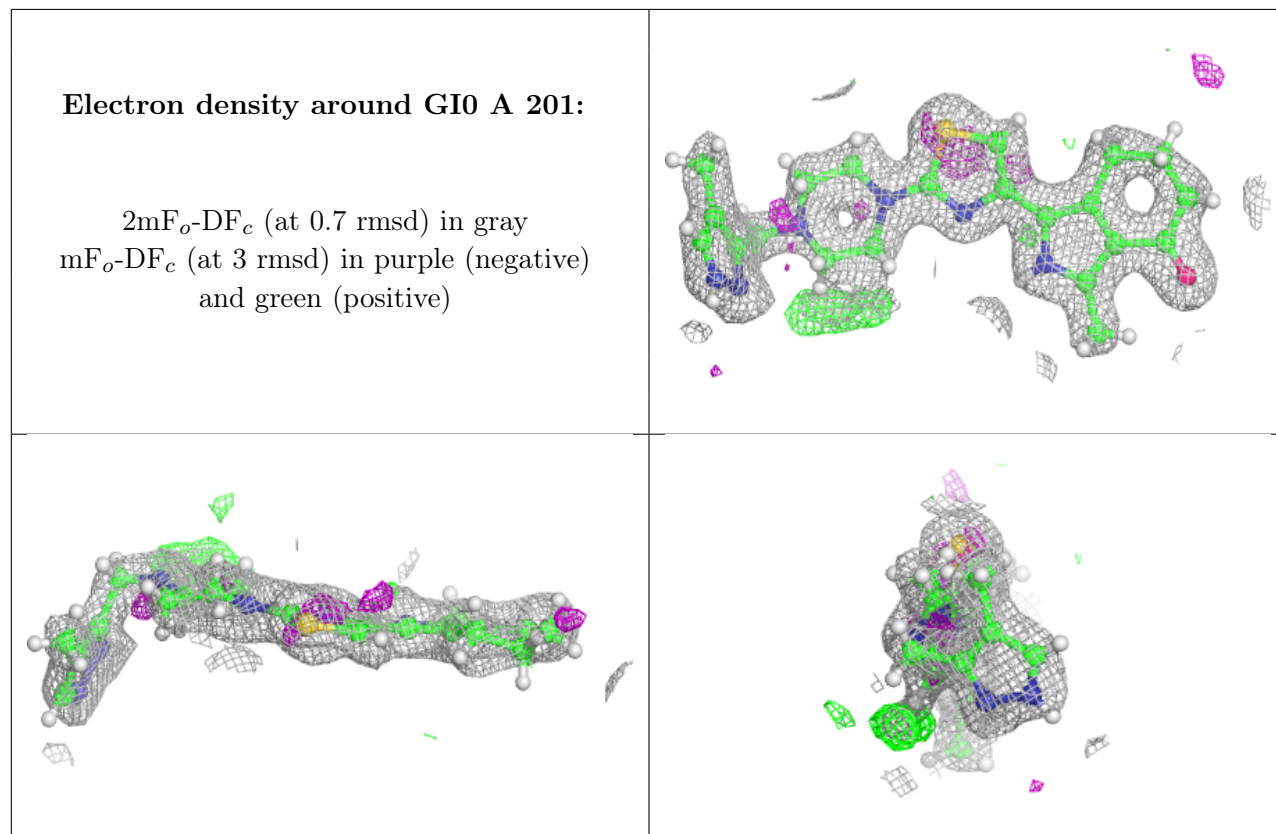 Electron density around GI0 A 201:
2mFo-DFc (at 0.7 rmsd) in gray
mFo-DFc (at 3 rmsd) in purple (negative)
and green (positive)